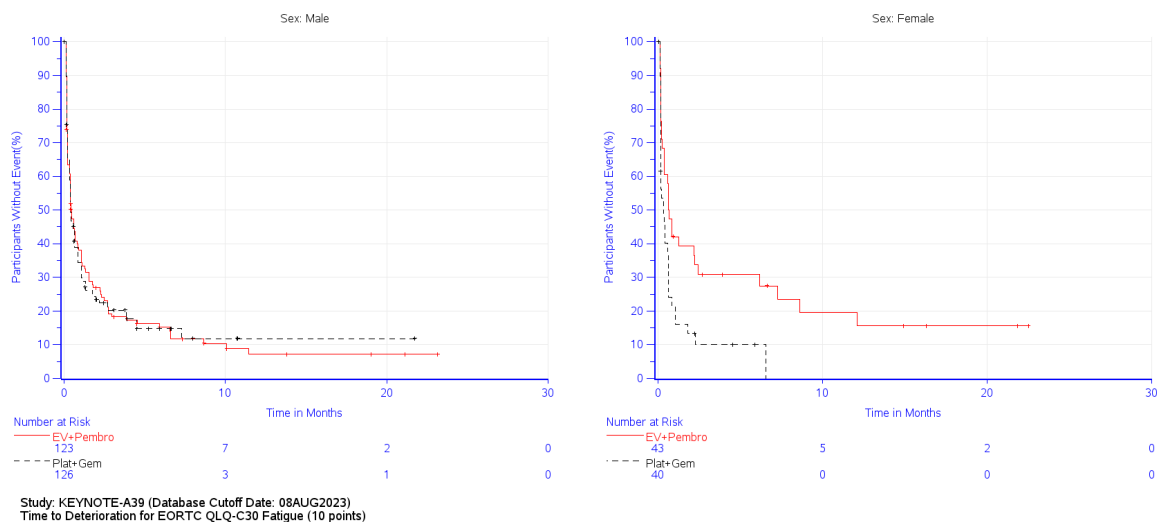 Sex: Male
Participants Without Event(%)
100
90
80
70
60
50
40
30
20
10
0
0 10 20 30
Time in Months
Number at Risk
EV+Pembro
123 7 2 0
Plat+Gem
126 3 1 0
Sex: Female
Participants Without Event(%)
100
90
80
70
60
50
40
30
20
10
0
0 10 20 30
Time in Months
Number at Risk
EV+Pembro
43 5 2 0
Plat+Gem
40 0 0 0
Study: KEYNOTE-A39 (Database Cutoff Date: 08AUG2023)
Time to Deterioration for EORTC QLQ-C30 Fatigue (10 points)